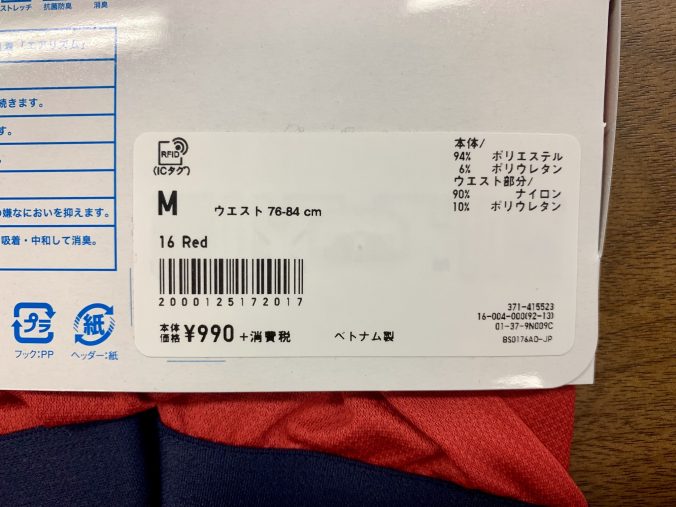 ストレッチ 抗菌防臭 消臭
「エアリズム」
続きます。
す。
の嫌なにおいを抑えます。
吸着・中和して消臭。
プラ
フック:PP
紙
ヘッダー:紙
RFID
(ICタグ)
M ウエスト 76-84 cm
16 Red
2000125172017
本体価格 ¥990 +消費税 ベトナム製
本体/
94% ポリエステル
6% ポリウレタン
ウエスト部分/
90% ナイロン
10% ポリウレタン
371-415523
16-004-000(92-13)
01-37-9N009C
BS0176AD-JP